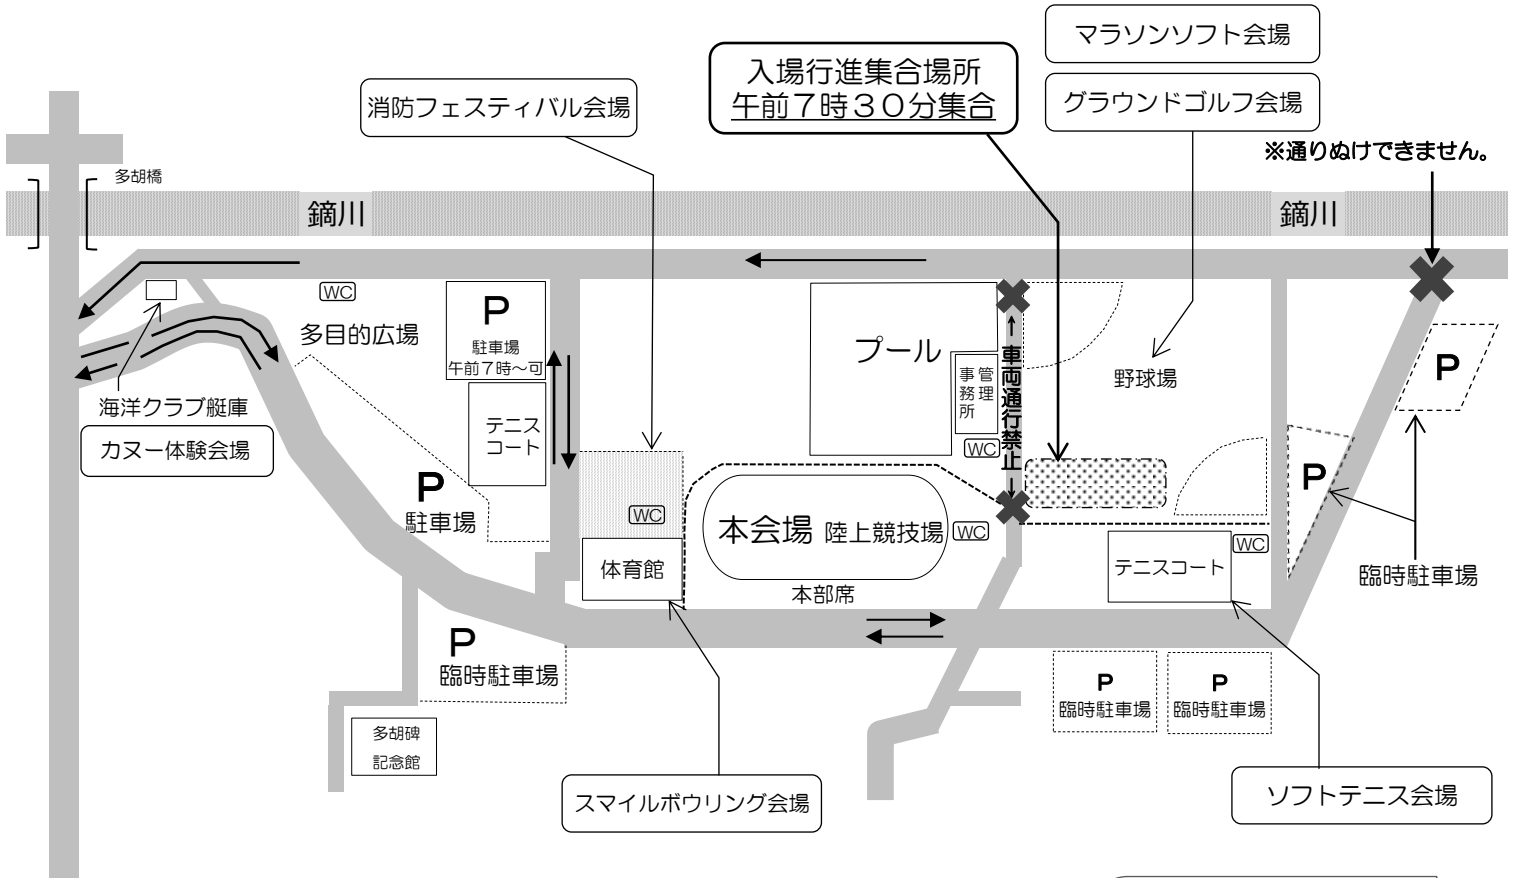 マラソンソフト会場
入場行進集合場所
午前７時３０分集合
消防フェスティバル会場
グラウンドゴルフ会場
※通りぬけできません。
多胡橋
鏑川
鏑川
WC
P
駐車場
午前７時～可
多目的広場
プール
管理
事務所
↑車両通行禁止↓
野球場
P
海洋クラブ艇庫
カヌー体験会場
テニス
コート
WC
P
駐車場
P
WC
本会場 陸上競技場
WC
WC
体育館
本部席
テニスコート
臨時駐車場
P
臨時駐車場
P
臨時駐車場
P
臨時駐車場
多胡碑
記念館
スマイルボウリング会場
ソフトテニス会場